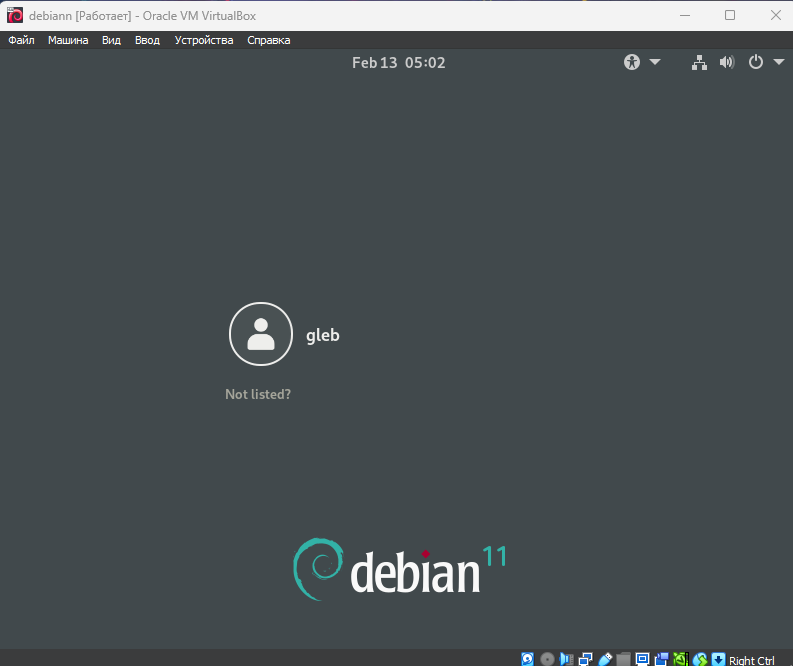 debiann [Работает] - Oracle VM VirtualBox
Файл Машина Вид Ввод Устройства Справка
Feb 13 05:02
gleb
Not listed?
debian 11
Right Ctrl